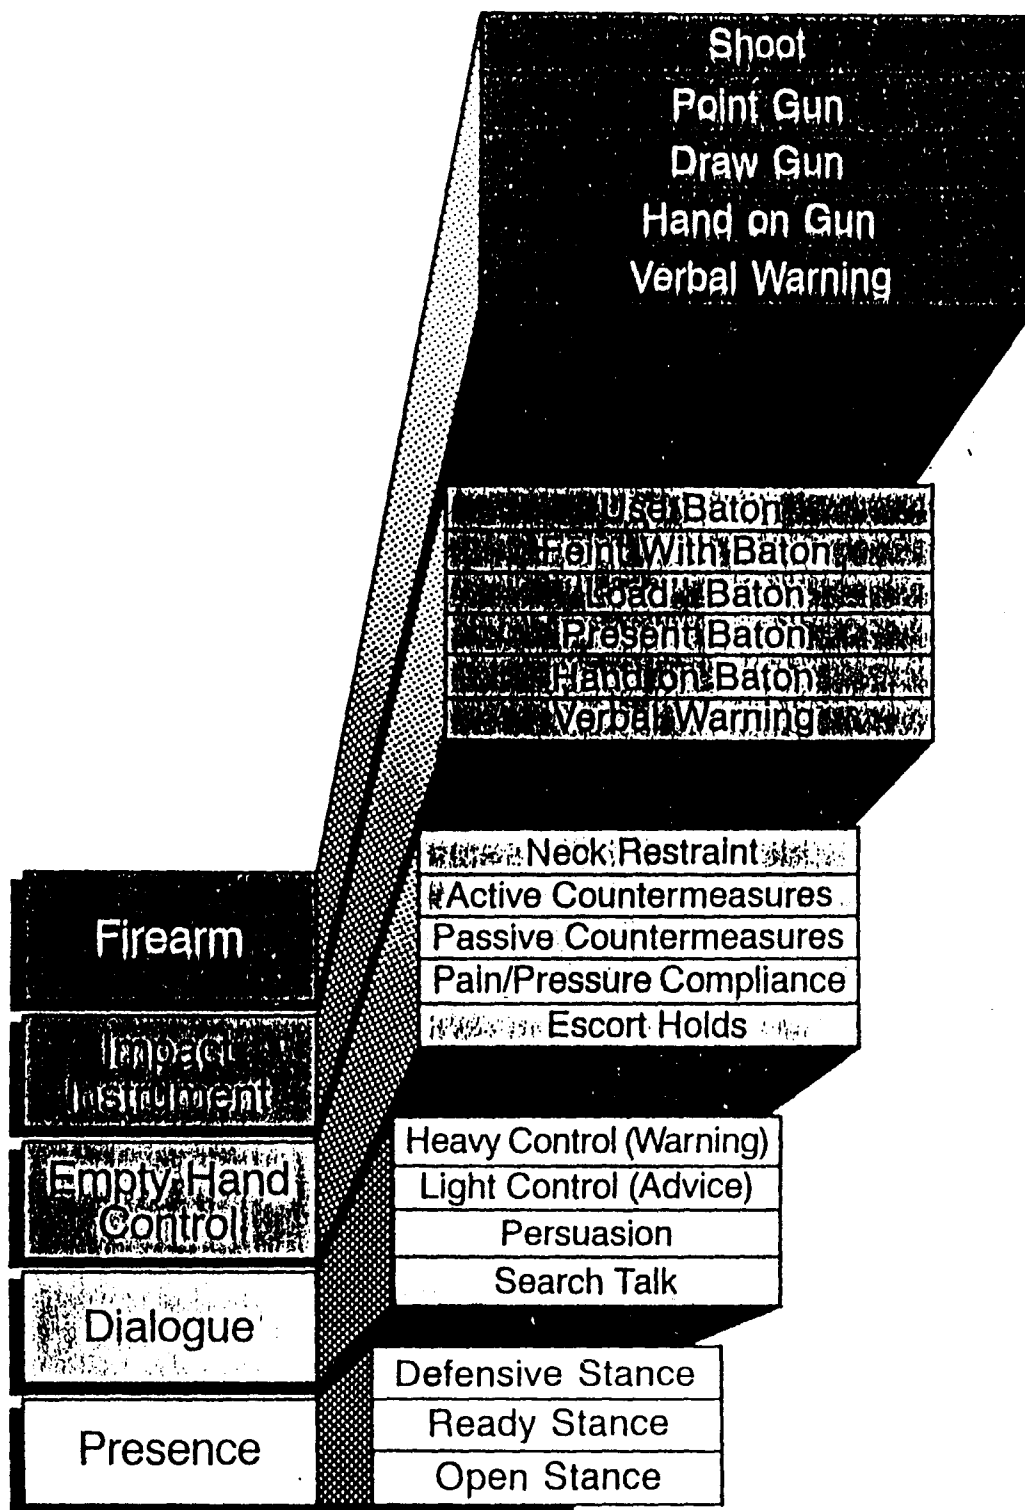 Shoot
Point Gun
Draw Gun
Hand on Gun
Verbal Warning
Use Baton
Feint With Baton
Load Baton
Present Baton
Hand on Baton
Verbal Warning
Neck Restraint
Active Countermeasures
Passive Countermeasures
Pain/Pressure Compliance
Escort Holds
Heavy Control (Warning)
Light Control (Advice)
Persuasion
Search Talk
Defensive Stance
Ready Stance
Open Stance
Firearm
Impact
Instrument
Empty Hand
Control
Dialogue
Presence